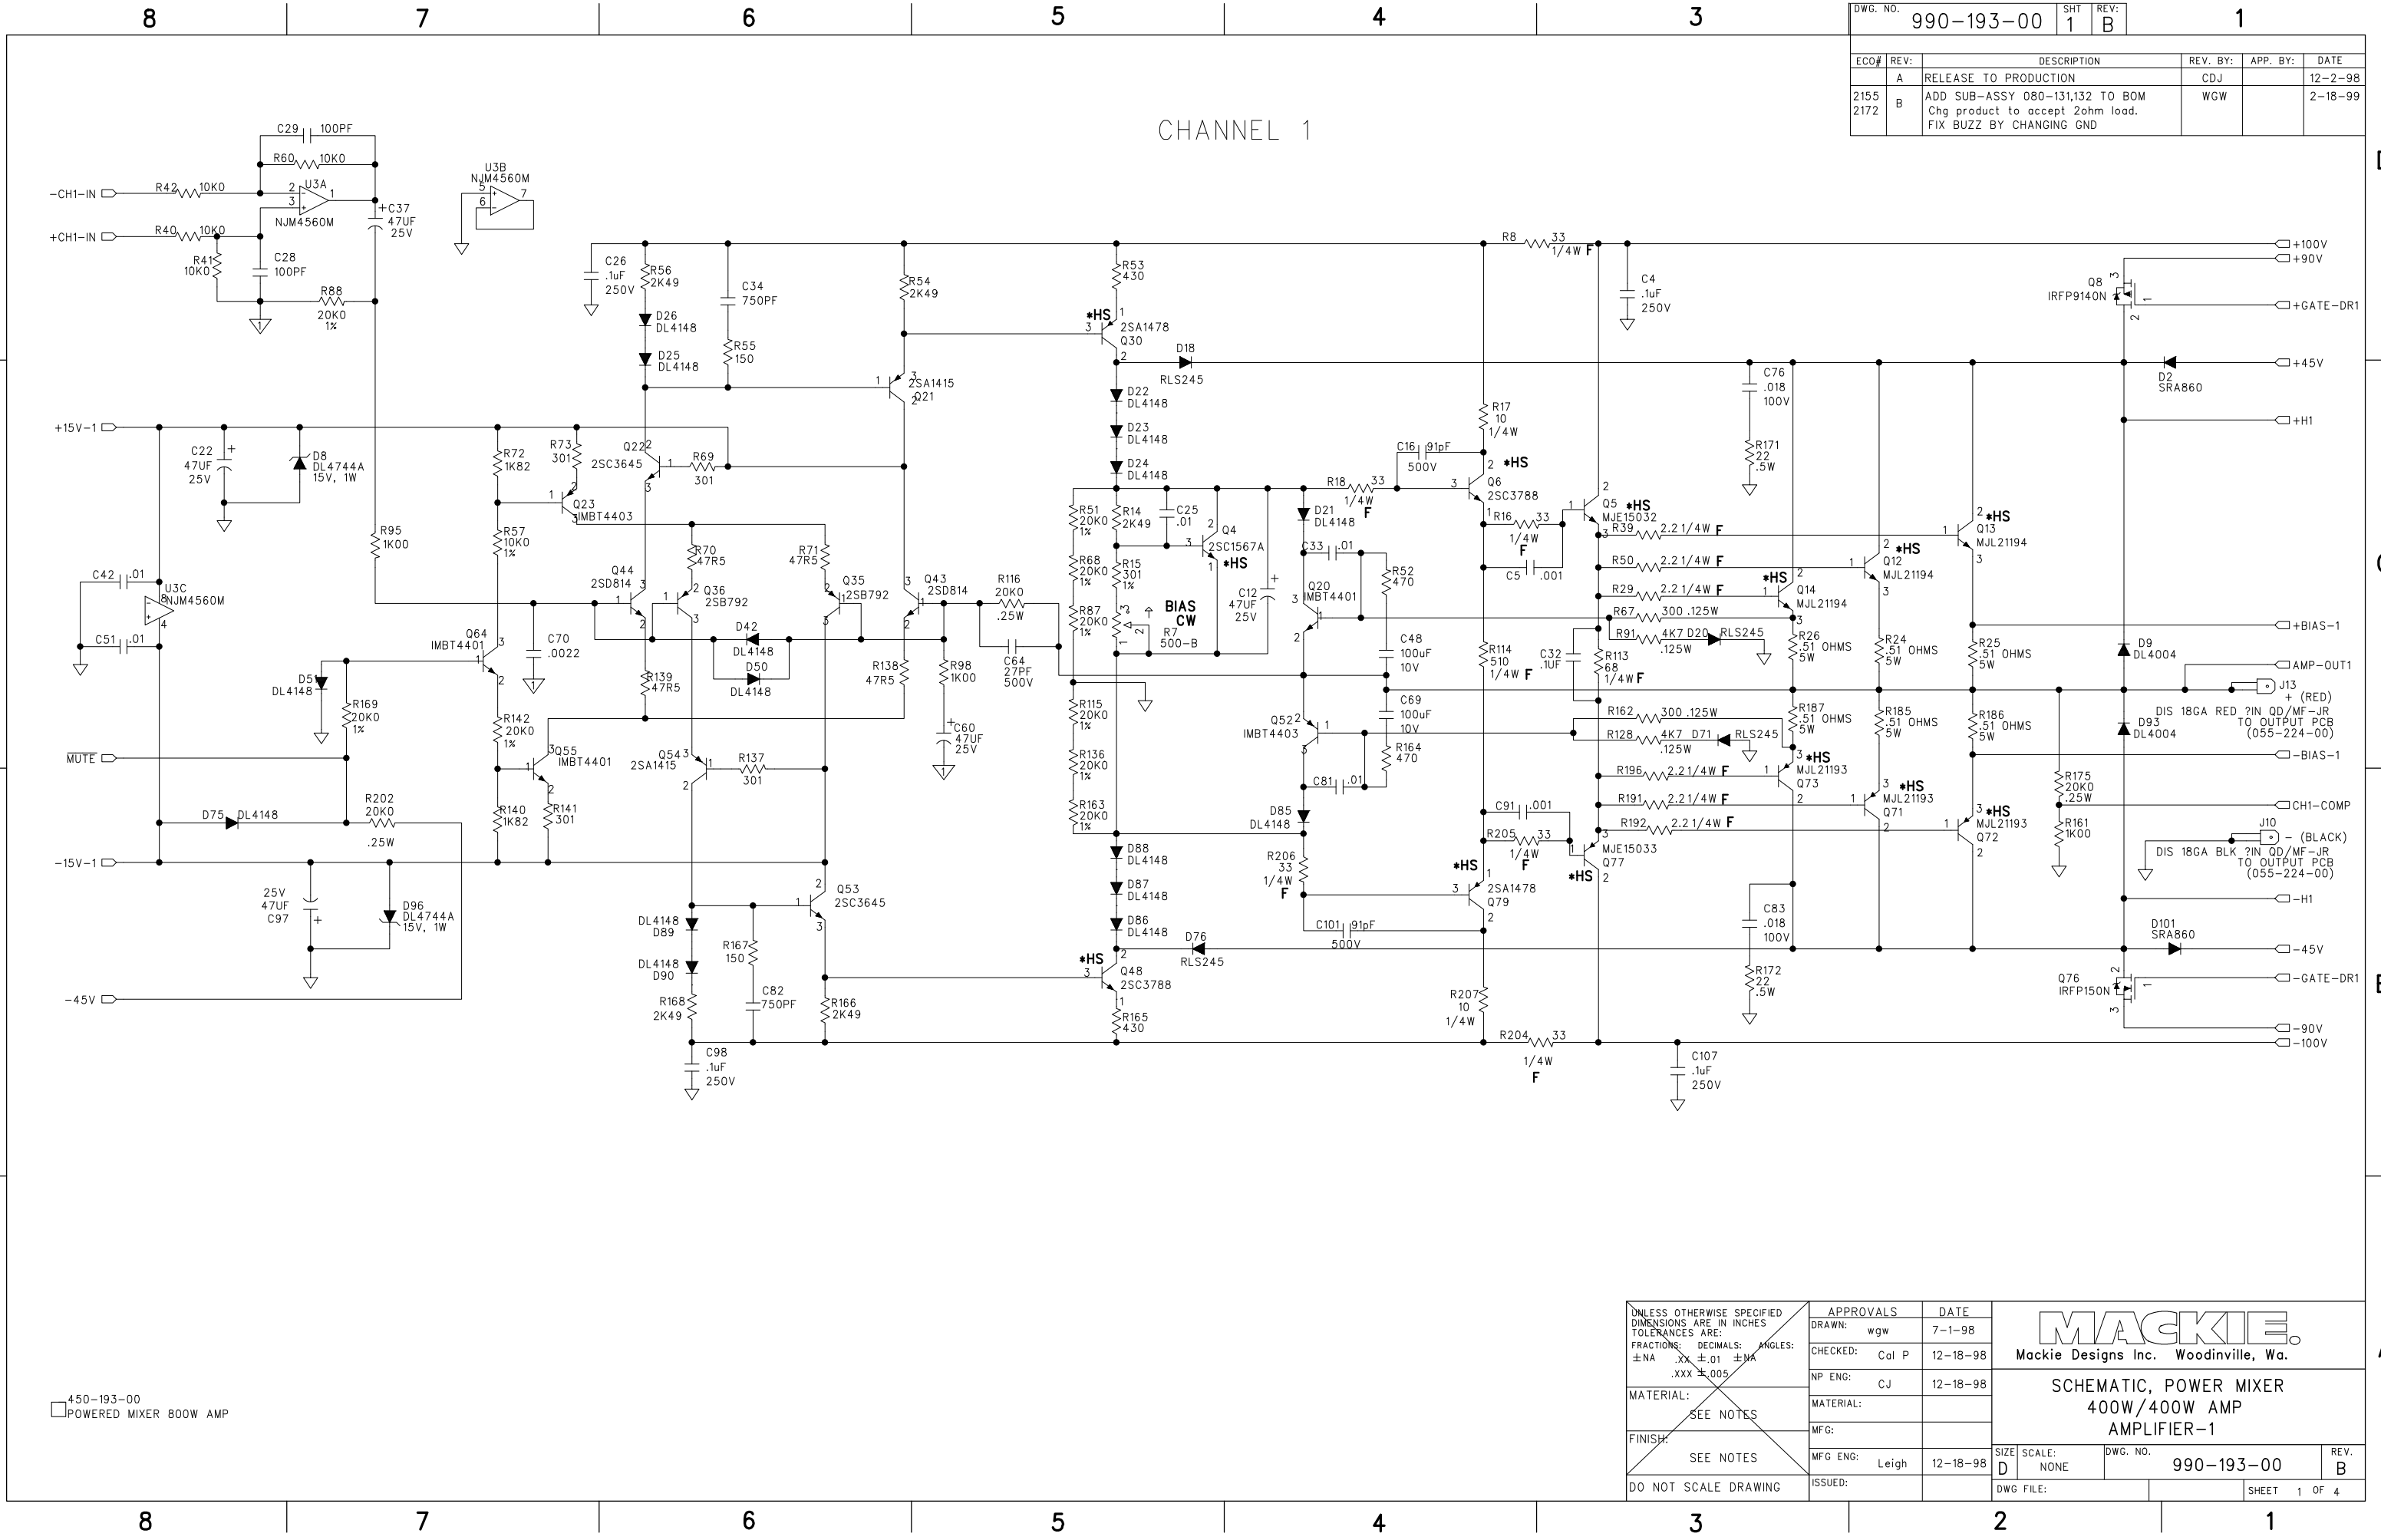 8 7 6 5 4 3 1
DWG. NO. 990-193-00 SHT 1 REV: B
ECO# REV: DESCRIPTION REV. BY: APP. BY: DATE
A RELEASE TO PRODUCTION CDJ 12-2-98
2155 2172 B ADD SUB-ASSY 080-131,132 TO BOM WGW 2-18-99
Chg product to accept 2ohm load.
FIX BUZZ BY CHANGING GND
CHANNEL 1
C29 100PF
R60 10K0
-CH1-IN
R42 10K0
2 3 1
U3A
NJM4560M
+CH1-IN
R40 10K0
R41
10K0
C28
100PF
R88
20K0
1%
+C37
47UF
25V
U3B
NJM4560M
5 6 7
1
C26
.1uF
250V
R56
2K49
D26
DL4148
D25
DL4148
C34
750PF
R55
150
R54
2K49
1 3 2
2SA1415
Q21
R53
430
*HS
3 1 2
2SA1478
Q30
D18
RLS245
D22
DL4148
D23
DL4148
D24
DL4148
R8 33
1/4W F
C4
.1uF
250V
Q8
IRFP9140N
3 1 2
+100V
+90V
+GATE-DR1
+45V
D2
SRA860
+H1
C76
.018
100V
R171
22
.5W
R17
10
1/4W
C16 91pF
500V
2 *HS
Q6
2SC3788
R18 33
1/4W
F
+15V-1
C22 +
47UF
25V
D8
DL4744A
15V, 1W
R72
1K82
R73
301
Q22 2
2SC3645
R69
301
Q23
IMBT4403
R57
10K0
1%
R95
1K00
C42 .01
8 4
U3C
NJM4560M
C51 .01
R70
47R5
R71
47R5
Q44
2SD814
Q36
2SB792
Q35
2SB792
Q43
2SD814
R116
20K0
.25W
D42
DL4148
D50
DL4148
C64
27PF
500V
Q64
IMBT4401
C70
.0022
R139
47R5
R138
47R5
R98
1K00
C60
47UF
25V
D51
DL4148
R169
20K0
1%
R142
20K0
1%
Q55
IMBT4401
MUTE
D75 DL4148
R202
20K0
.25W
R140
1K82
R141
301
Q54
2SA1415
R137
301
-15V-1
25V
47UF
C97 +
D96
DL4744A
15V, 1W
-45V
Q53
2SC3645
DL4148
D89
DL4148
D90
R168
2K49
R167
150
C82
750PF
R166
2K49
C98
.1uF
250V
R51
20K0
1%
R14
2K49
C25
.01
R68
20K0
1%
R15
301
1%
Q4
2SC1567A
*HS
R87
20K0
1%
BIAS
CW
R7
500-B
C12
47UF
25V
D21
DL4148
C33 .01
Q20
IMBT4401
R52
470
C48
100uF
10V
C69
100uF
10V
Q52
IMBT4403
R164
470
C81 .01
D85
DL4148
R115
20K0
1%
R136
20K0
1%
R163
20K0
1%
D88
DL4148
D87
DL4148
D86
DL4148
D76
RLS245
*HS
Q48
2SC3788
R165
430
R206
33
1/4W
F
C101 91pF
500V
*HS
2SA1478
Q79
R207
10
1/4W
R204 33
1/4W
F
C107
.1uF
250V
R16 33
1/4W
F
C5 .001
Q5 *HS
MJE15032
R39 2.2 1/4W F
R50 2.2 1/4W F
R29 2.2 1/4W F
R67 300 .125W
R91 4K7 D20 RLS245
.125W
R114
510
1/4W F
C32
.1UF
R113
68
1/4W F
R162 300 .125W
R128 4K7 D71 RLS245
.125W
R196 2.2 1/4W F
R191 2.2 1/4W F
R192 2.2 1/4W F
C91 .001
R205 33
1/4W
F
MJE15033
Q77
*HS
*HS
Q14
MJL21194
*HS
Q12
MJL21194
*HS
Q13
MJL21194
R26
.51 OHMS
5W
R24
.51 OHMS
5W
R25
.51 OHMS
5W
R187
.51 OHMS
5W
R185
.51 OHMS
5W
R186
.51 OHMS
5W
*HS
MJL21193
Q73
*HS
MJL21193
Q71
*HS
MJL21193
Q72
C83
.018
100V
R172
22
.5W
D9
DL4004
D93
DL4004
R175
20K0
.25W
R161
1K00
+BIAS-1
AMP-OUT1
J13
+ (RED)
DIS 18GA RED ?IN QD/MF-JR
TO OUTPUT PCB
(055-224-00)
-BIAS-1
CH1-COMP
J10
- (BLACK)
DIS 18GA BLK ?IN QD/MF-JR
TO OUTPUT PCB
(055-224-00)
-H1
D101
SRA860
-45V
Q76
IRFP150N
-GATE-DR1
-90V
-100V
450-193-00
POWERED MIXER 800W AMP
UNLESS OTHERWISE SPECIFIED
DIMENSIONS ARE IN INCHES
TOLERANCES ARE:
FRACTIONS: DECIMALS: ANGLES:
±NA .XX ±.01 ±NA
.XXX ±.005
MATERIAL:
SEE NOTES
FINISH:
SEE NOTES
DO NOT SCALE DRAWING
APPROVALS DATE
DRAWN: wgw 7-1-98
CHECKED: Cal P 12-18-98
NP ENG: CJ 12-18-98
MATERIAL:
MFG:
MFG ENG: Leigh 12-18-98
ISSUED:
MACKIE.
Mackie Designs Inc. Woodinville, Wa.
SCHEMATIC, POWER MIXER
400W/400W AMP
AMPLIFIER-1
SIZE D SCALE: NONE DWG. NO. 990-193-00 REV. B
DWG FILE: SHEET 1 OF 4
8 7 6 5 4 3 2 1